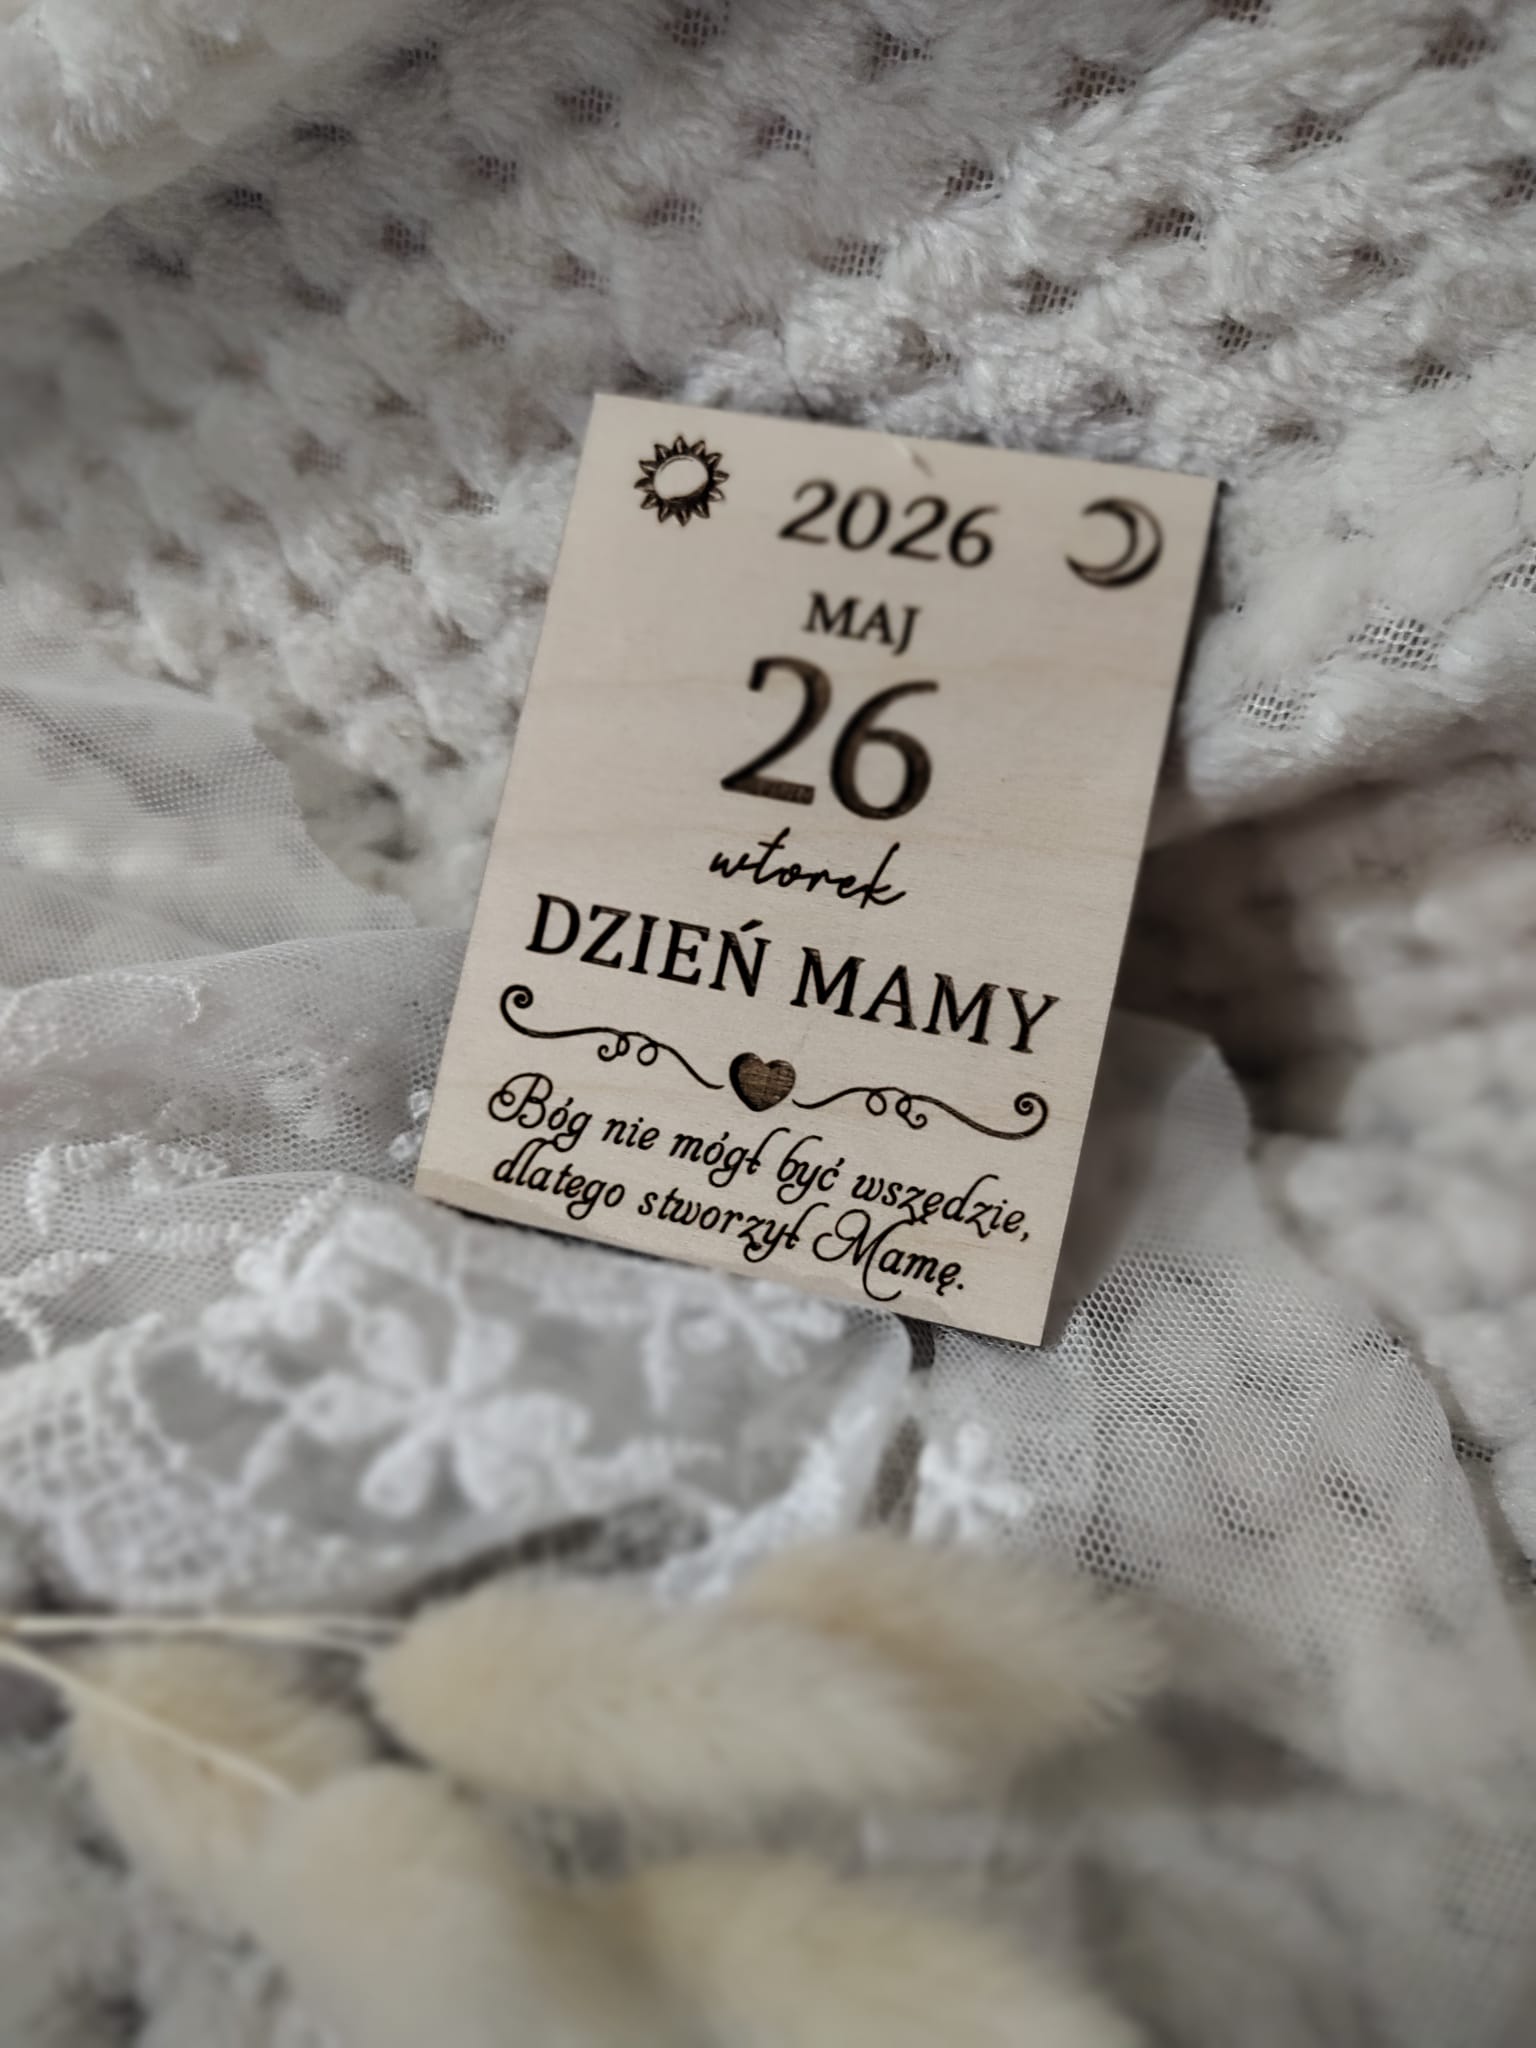 2026
MAJ
26
wtorek
DZIEŃ MAMY
Bóg nie mógł być wszędzie,
dlatego stworzył Mamę.